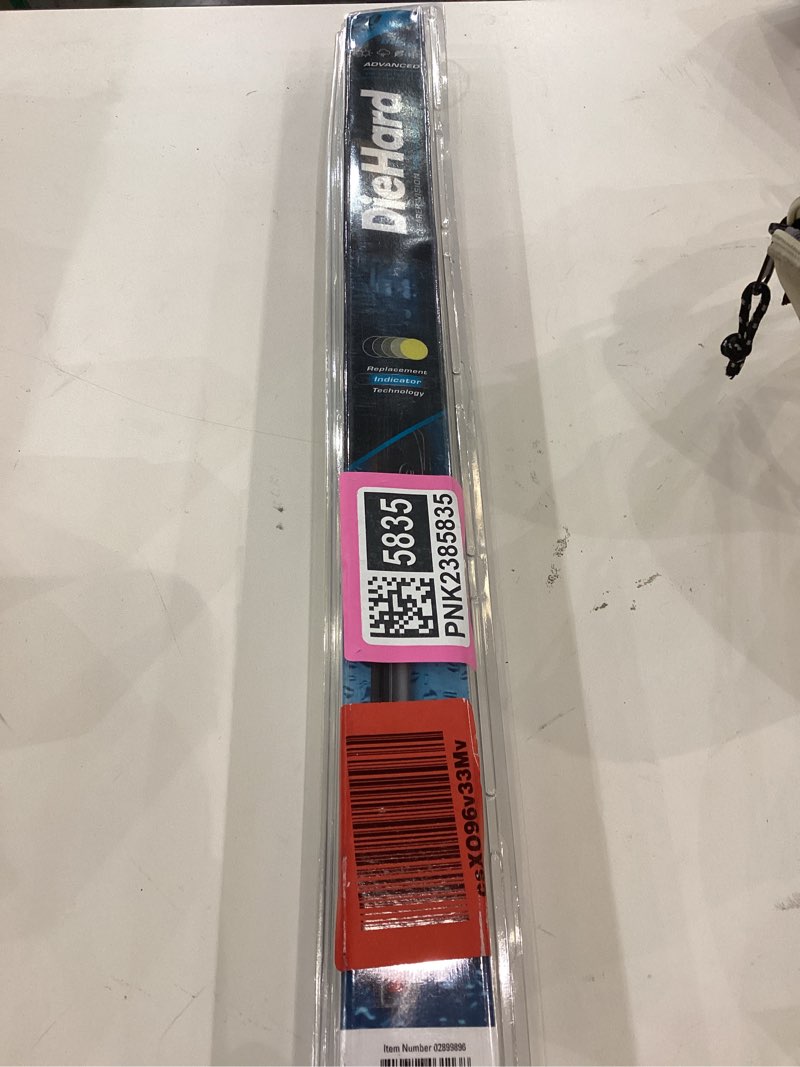 ADVANCED
DieHard
Replacement
Indicator
Technology
5835
PNK2385835
Item Number 02899896